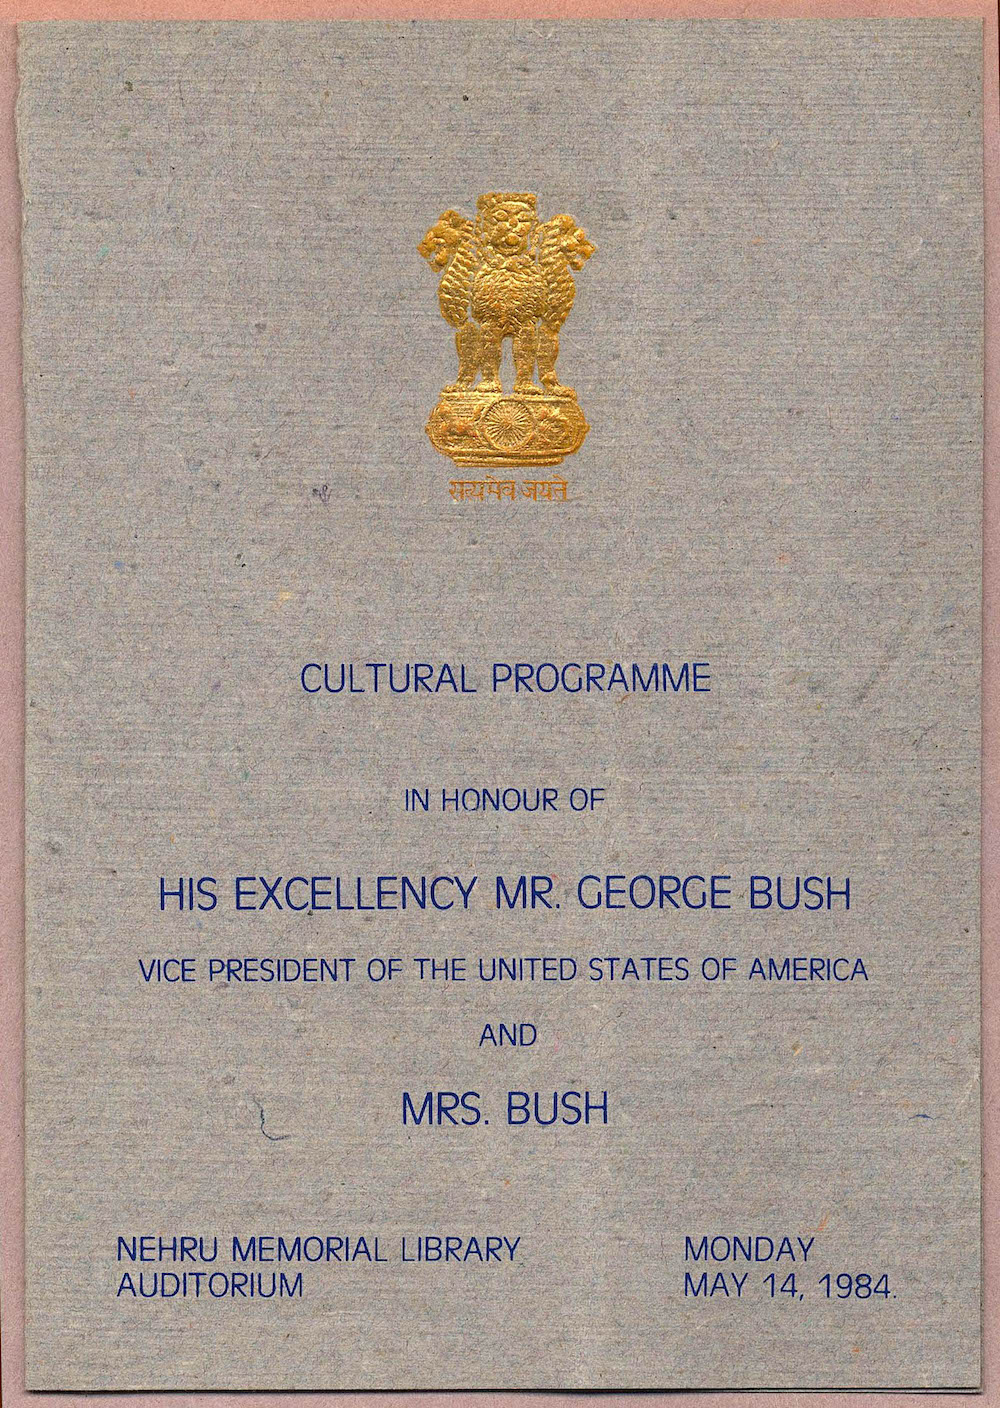 सत्यमेव जयते
CULTURAL PROGRAMME
IN HONOUR OF
HIS EXCELLENCY MR. GEORGE BUSH
VICE PRESIDENT OF THE UNITED STATES OF AMERICA
AND
MRS. BUSH
NEHRU MEMORIAL LIBRARY
AUDITORIUM
MONDAY
MAY 14, 1984.